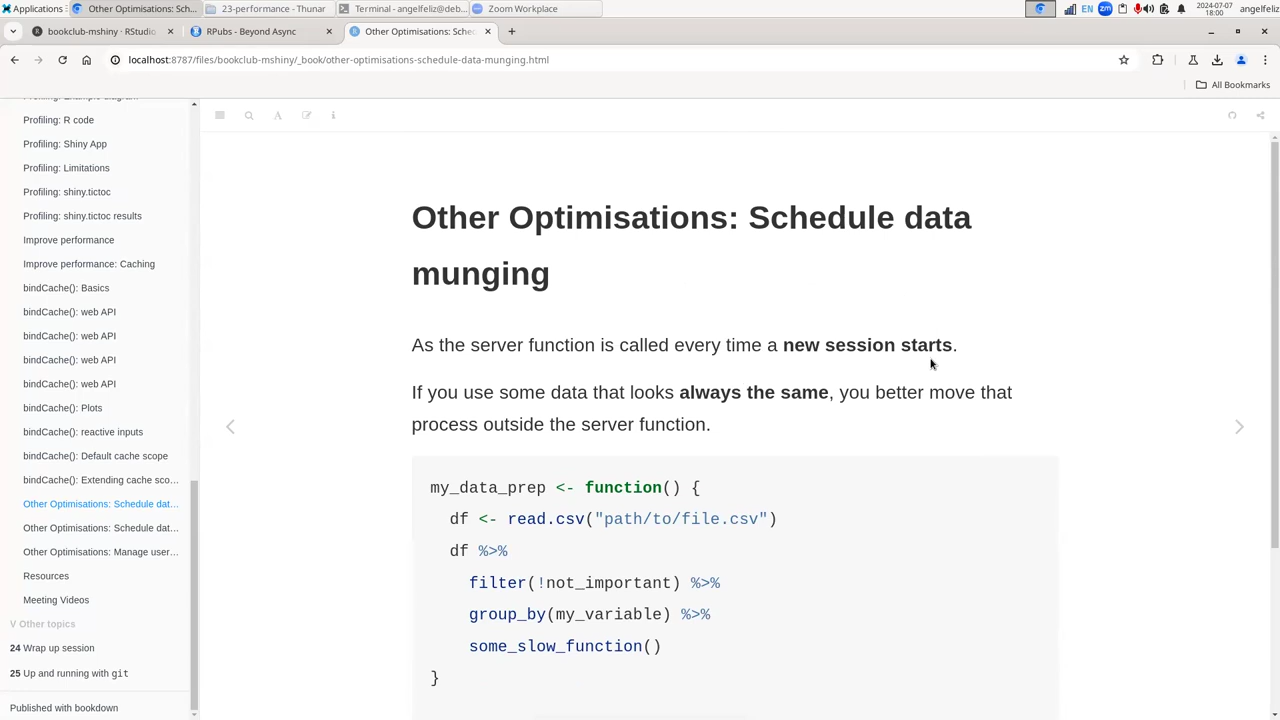 Applications
Other Optimisations: Sch...
23-performance - Thunar
Terminal - angelfeliz@deb...
Zoom Workplace
EN
zm
2024-07-07
18:00
angelfeliz
bookclub-mshiny · RStudio
RPubs - Beyond Async
Other Optimisations: Sche
localhost:8787/files/bookclub-mshiny/_book/other-optimisations-schedule-data-munging.html
All Bookmarks
Profiling: Example diagram
Profiling: R code
Profiling: Shiny App
Profiling: Limitations
Profiling: shiny.tictoc
Profiling: shiny.tictoc results
Improve performance
Improve performance: Caching
bindCache(): Basics
bindCache(): web API
bindCache(): web API
bindCache(): web API
bindCache(): web API
bindCache(): Plots
bindCache(): reactive inputs
bindCache(): Default cache scope
bindCache(): Extending cache sco…
Other Optimisations: Schedule dat…
Other Optimisations: Schedule dat…
Other Optimisations: Manage user…
Resources
Meeting Videos
V Other topics
24 Wrap up session
25 Up and running with git
Published with bookdown
Other Optimisations: Schedule data
munging
As the server function is called every time a new session starts.
If you use some data that looks always the same, you better move that
process outside the server function.
my_data_prep <- function() {
df <- read.csv("path/to/file.csv")
df %>%
filter(!not_important) %>%
group_by(my_variable) %>%
some_slow_function()
}